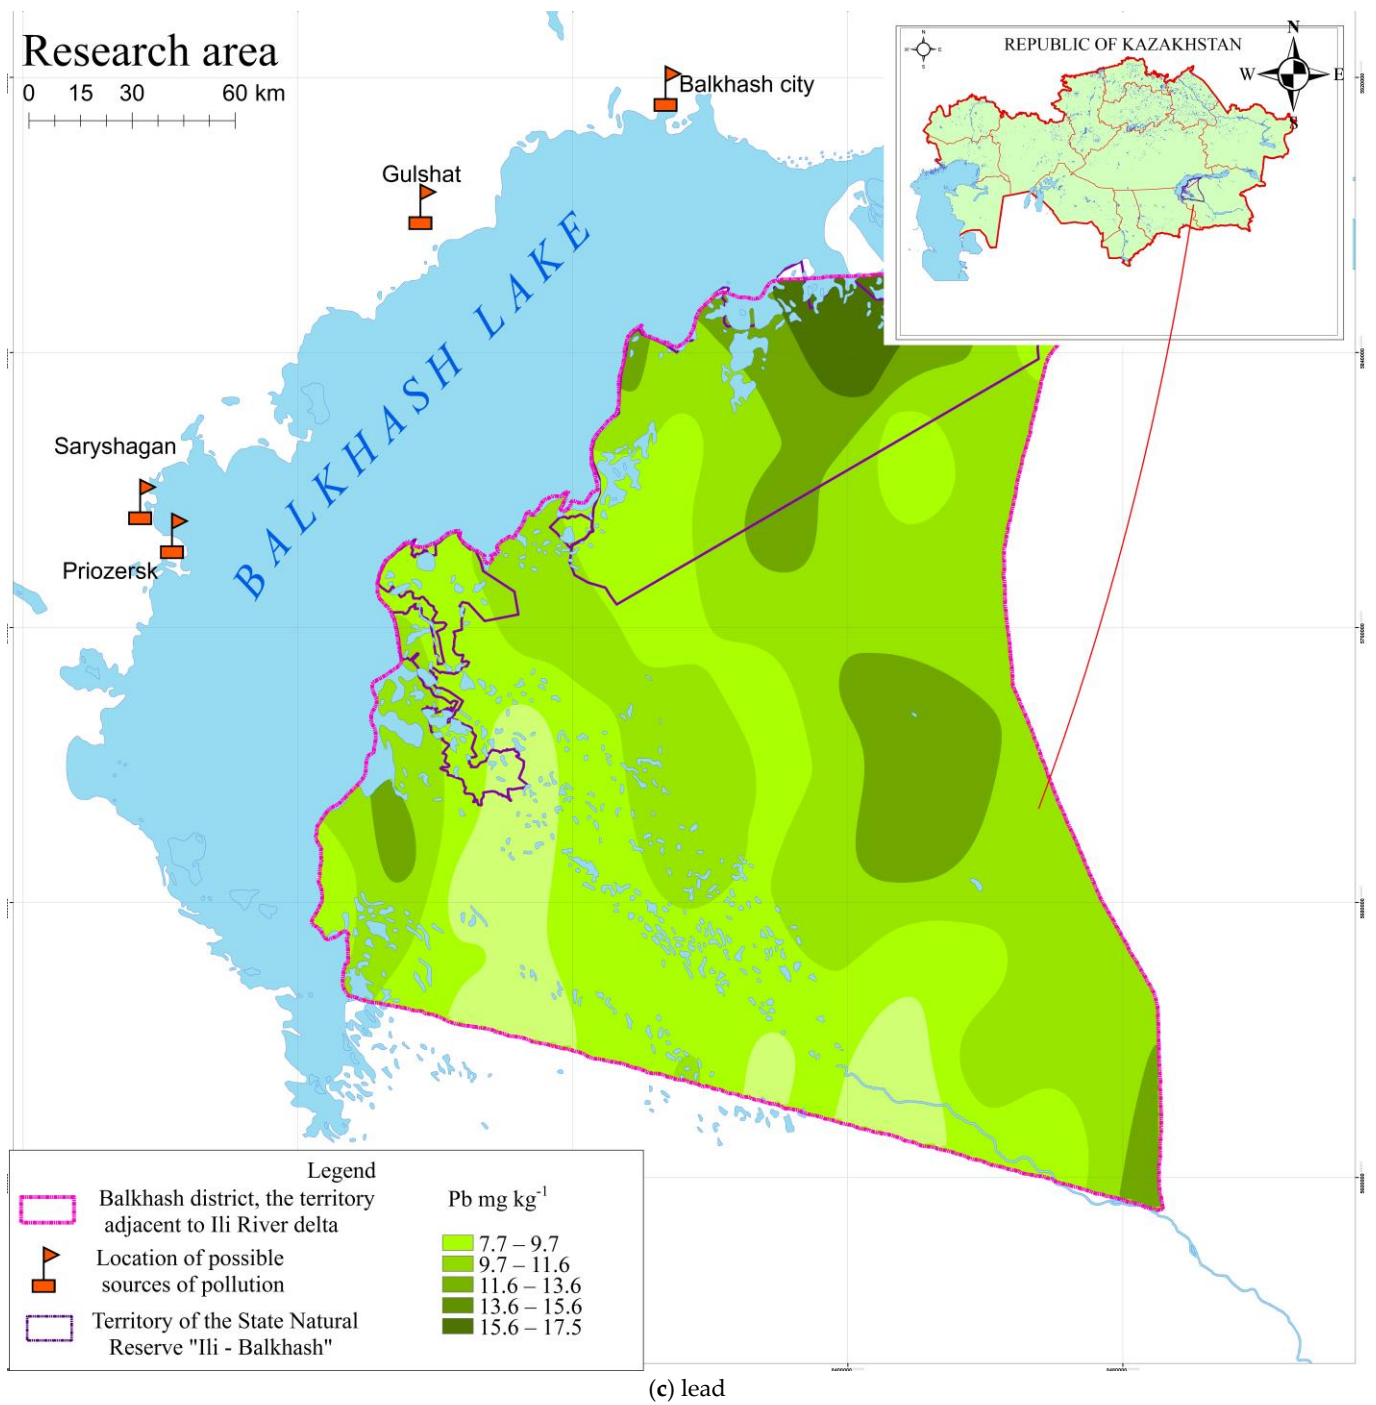 Research area
0 15 30 60 km
Balkhash city
Gulshat
Saryshagan
Priozersk
BALKHASH LAKE
REPUBLIC OF KAZAKHSTAN
N
W E
S
N
W E
S
Legend
Balkhash district, the territory
adjacent to Ili River delta
Location of possible
sources of pollution
Territory of the State Natural
Reserve "Ili - Balkhash"
Pb mg kg-1
7.7 – 9.7
9.7 – 11.6
11.6 – 13.6
13.6 – 15.6
15.6 – 17.5
(c) lead